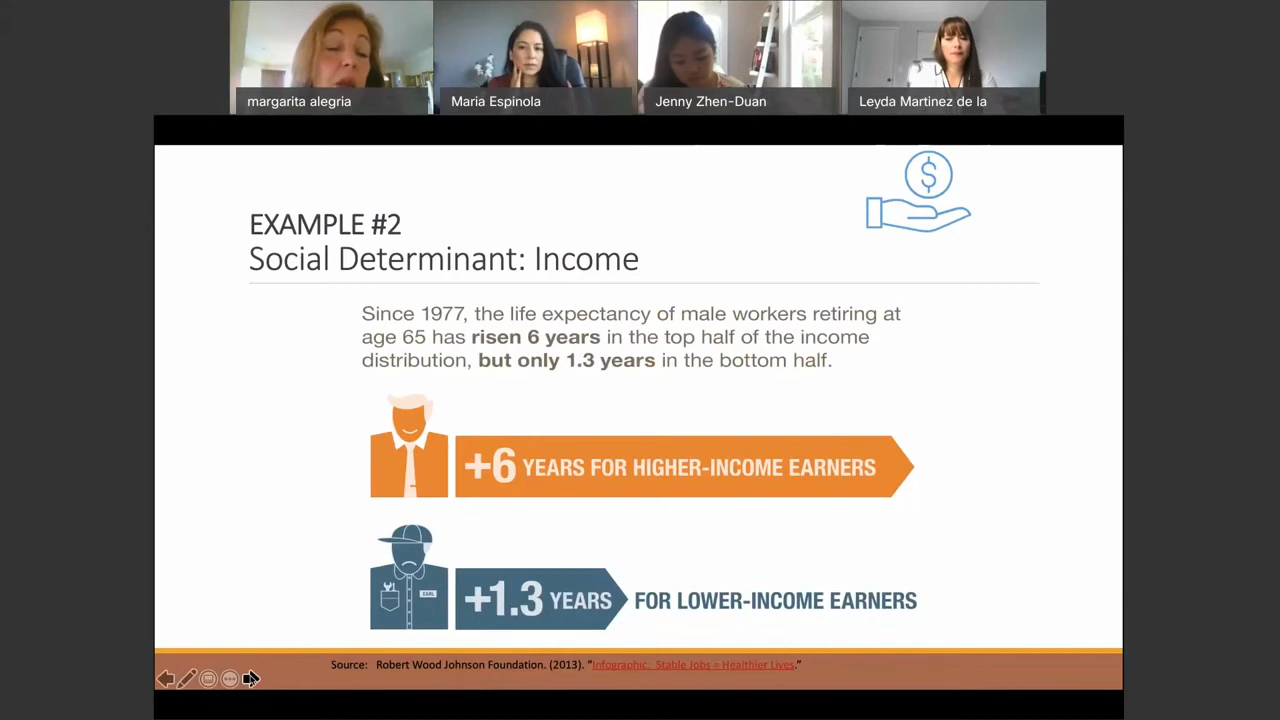 margarita alegria
Maria Espinola
Jenny Zhen-Duan
Leyda Martinez de la
$
EXAMPLE #2
Social Determinant: Income
Since 1977, the life expectancy of male workers retiring at
age 65 has risen 6 years in the top half of the income
distribution, but only 1.3 years in the bottom half.
+6 YEARS FOR HIGHER-INCOME EARNERS
EARL
+1.3 YEARS FOR LOWER-INCOME EARNERS
Source: Robert Wood Johnson Foundation. (2013). “Infographic. Stable Jobs = Healthier Lives.”